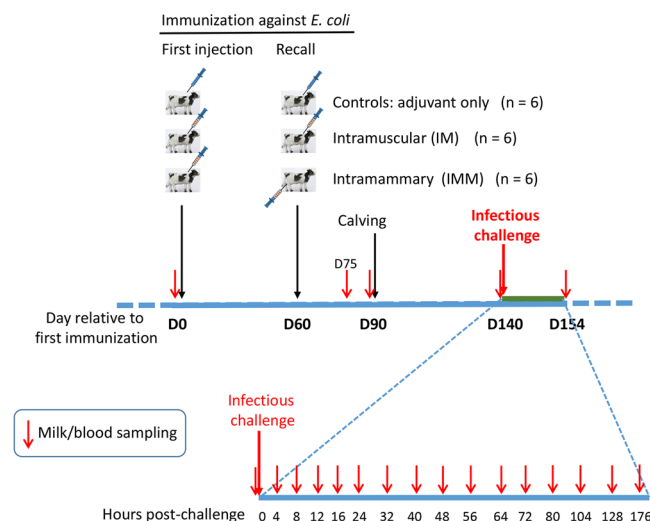 Immunization against E. coli
First injection Recall
Controls: adjuvant only (n = 6)
Intramuscular (IM) (n = 6)
Intramammary (IMM) (n = 6)
Calving
Infectious
challenge
D75
Day relative to
first immunization
D0 D60 D90 D140 D154
Infectious
challenge
Milk/blood sampling
Hours post-challenge 0 4 8 12 16 24 32 40 48 56 64 72 80 104 128 176